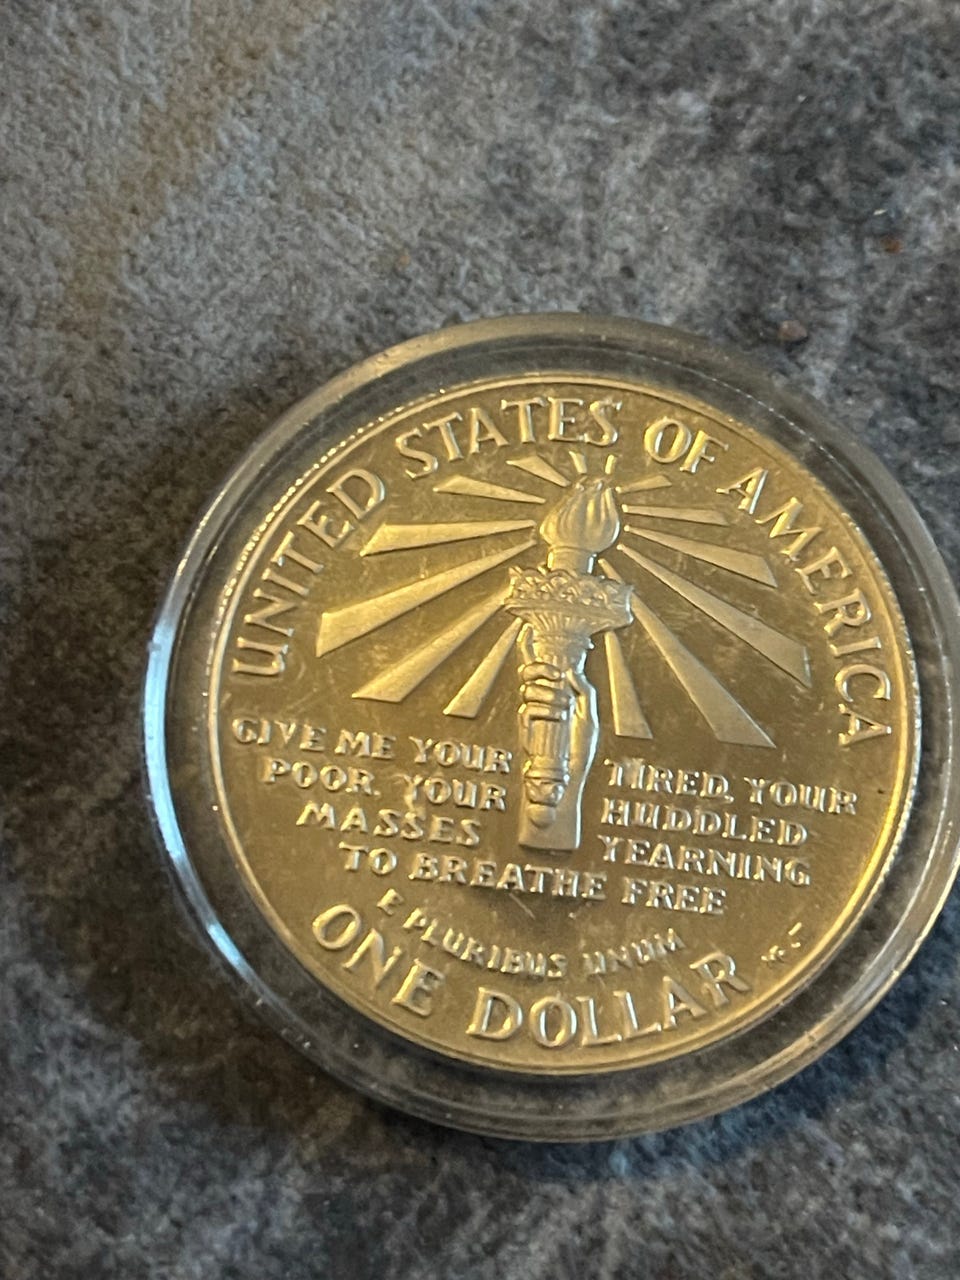 UNITED STATES OF AMERICA
GIVE ME YOUR TIRED, YOUR
POOR, YOUR HUDDLED
MASSES YEARNING
TO BREATHE FREE
E PLURIBUS UNUM
ONE DOLLAR